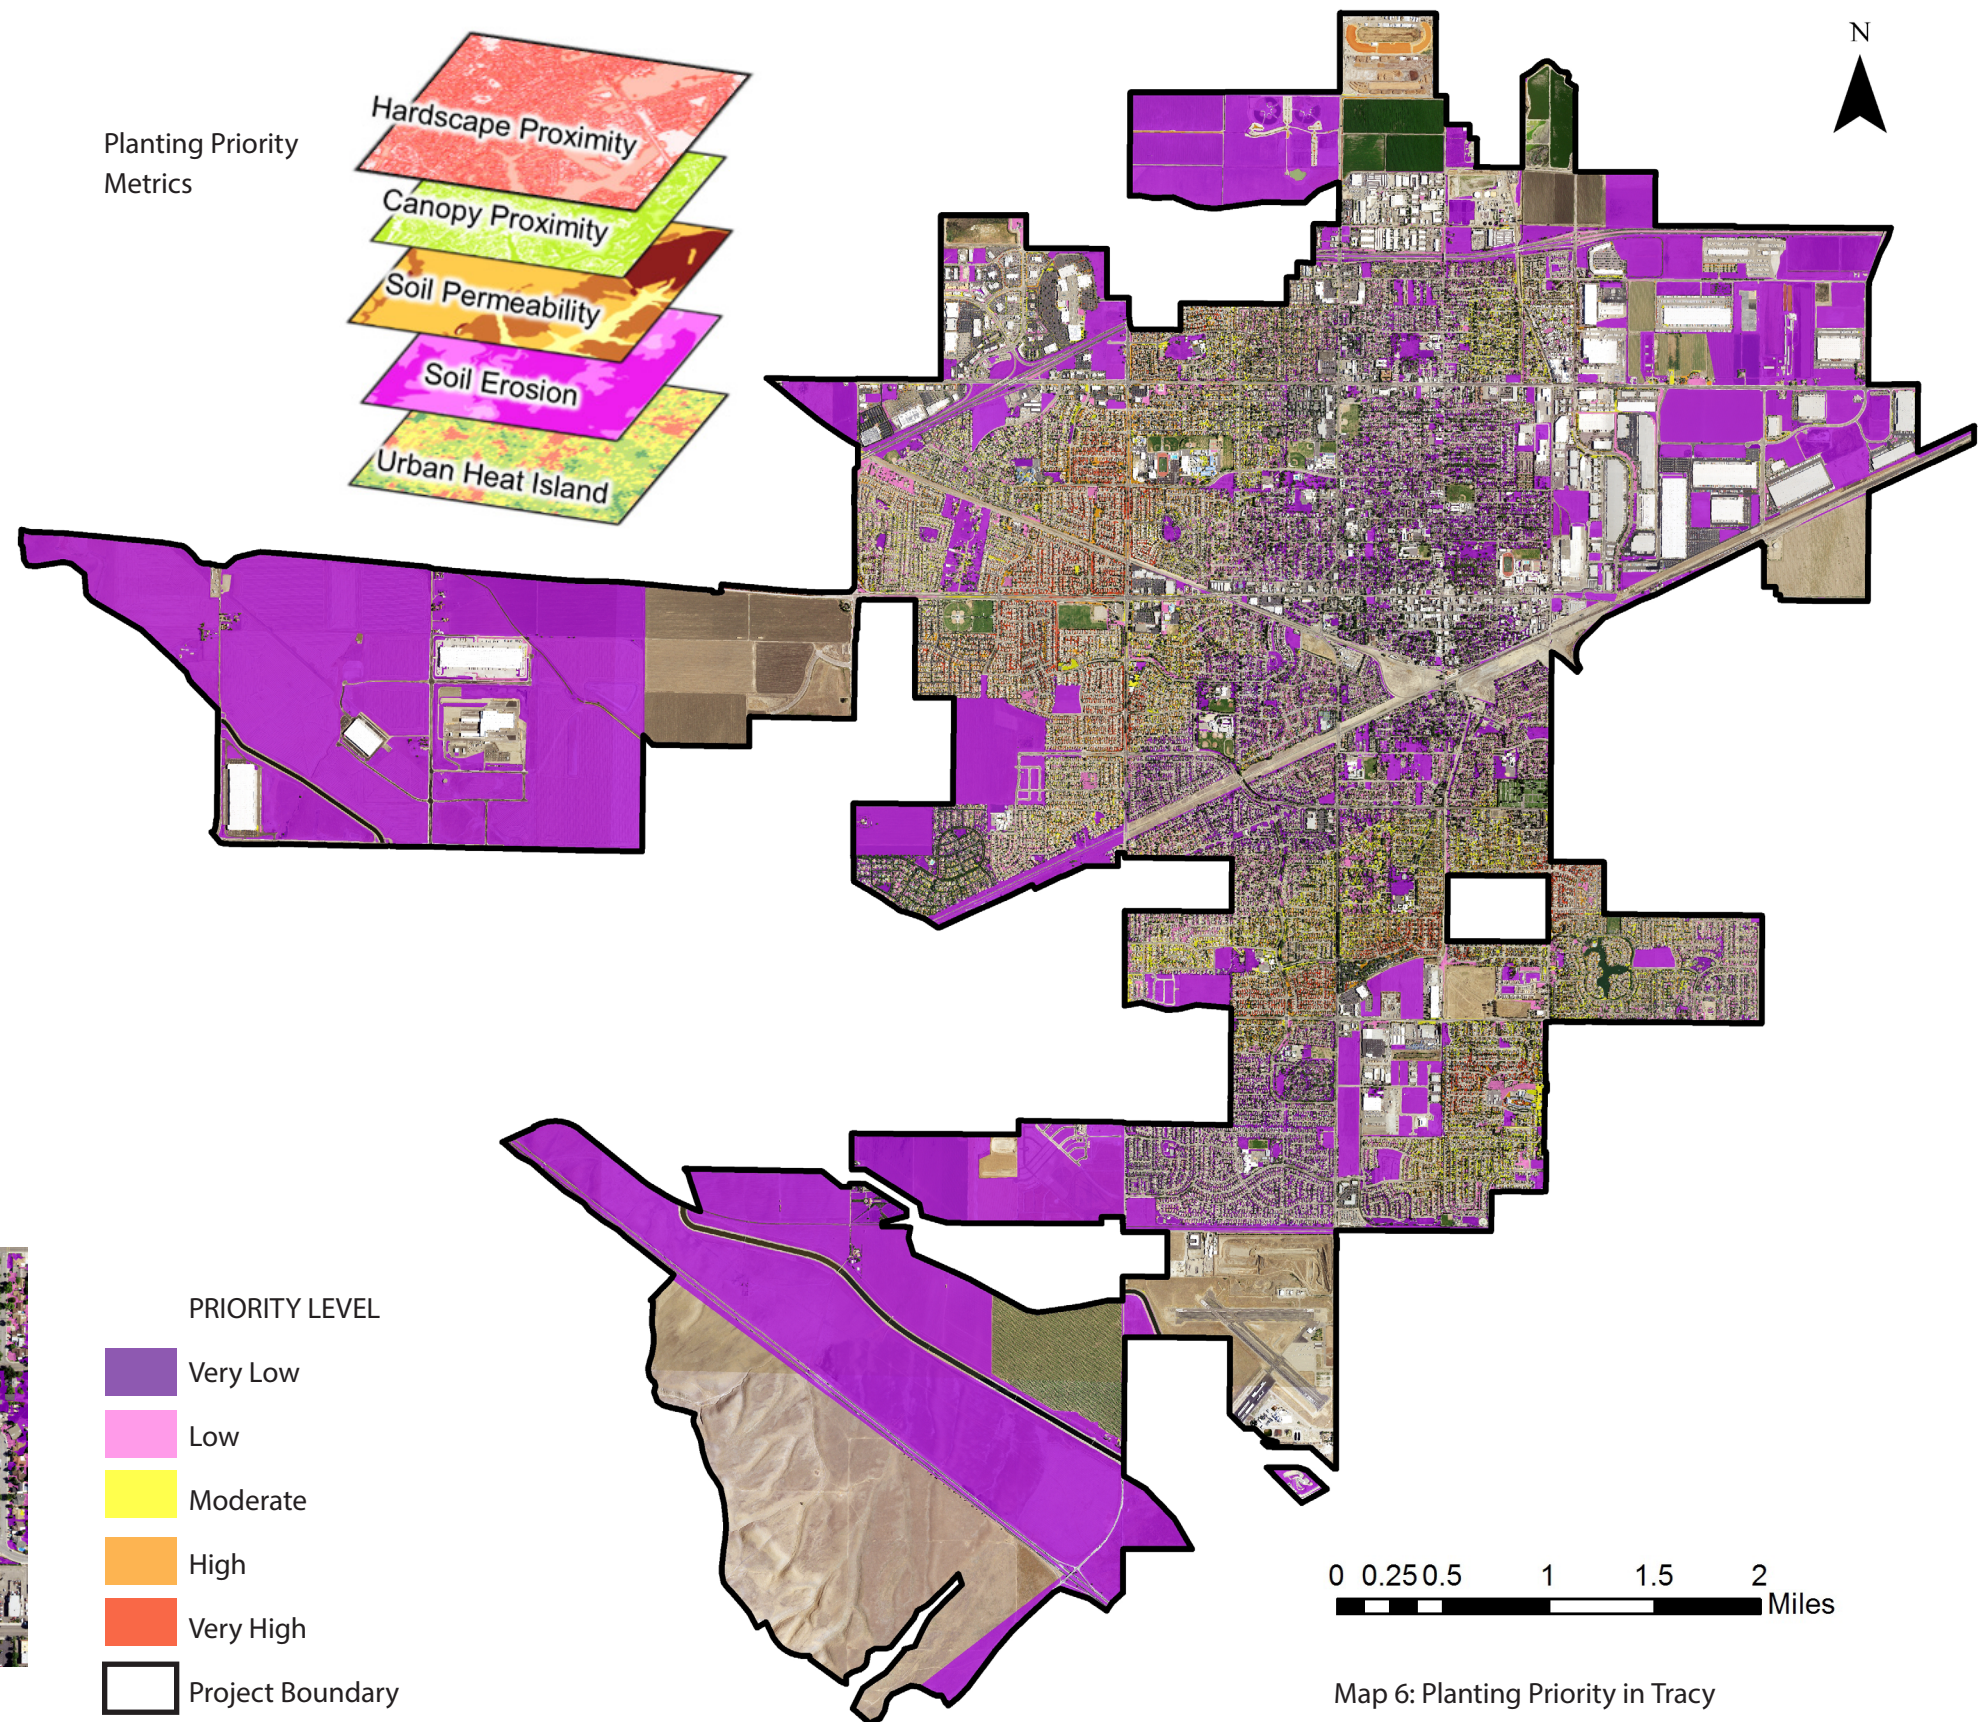 N
Planting Priority
Metrics
Hardscape Proximity
Canopy Proximity
Soil Permeability
Soil Erosion
Urban Heat Island
PRIORITY LEVEL
Very Low
Low
Moderate
High
Very High
Project Boundary
0 0.25 0.5 1 1.5 2
Miles
Map 6: Planting Priority in Tracy